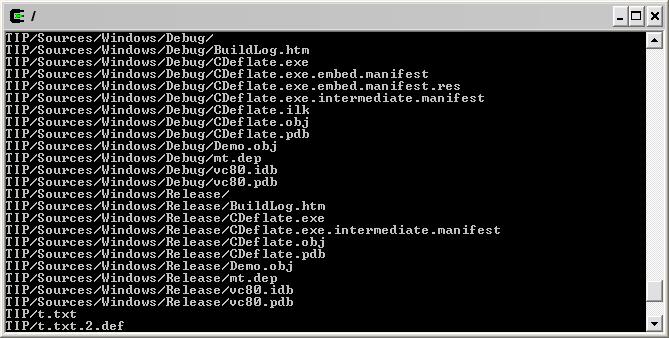 /
TIP/Sources/Windows/Debug/
TIP/Sources/Windows/Debug/BuildLog.htm
TIP/Sources/Windows/Debug/CDeflate.exe
TIP/Sources/Windows/Debug/CDeflate.exe.embed.manifest
TIP/Sources/Windows/Debug/CDeflate.exe.embed.manifest.res
TIP/Sources/Windows/Debug/CDeflate.exe.intermediate.manifest
TIP/Sources/Windows/Debug/CDeflate.ilk
TIP/Sources/Windows/Debug/CDeflate.obj
TIP/Sources/Windows/Debug/CDeflate.pdb
TIP/Sources/Windows/Debug/Demo.obj
TIP/Sources/Windows/Debug/mt.dep
TIP/Sources/Windows/Debug/vc80.idb
TIP/Sources/Windows/Debug/vc80.pdb
TIP/Sources/Windows/Release/
TIP/Sources/Windows/Release/BuildLog.htm
TIP/Sources/Windows/Release/CDeflate.exe
TIP/Sources/Windows/Release/CDeflate.exe.intermediate.manifest
TIP/Sources/Windows/Release/CDeflate.obj
TIP/Sources/Windows/Release/CDeflate.pdb
TIP/Sources/Windows/Release/Demo.obj
TIP/Sources/Windows/Release/mt.dep
TIP/Sources/Windows/Release/vc80.idb
TIP/Sources/Windows/Release/vc80.pdb
TIP/t.txt
TIP/t.txt.2.def